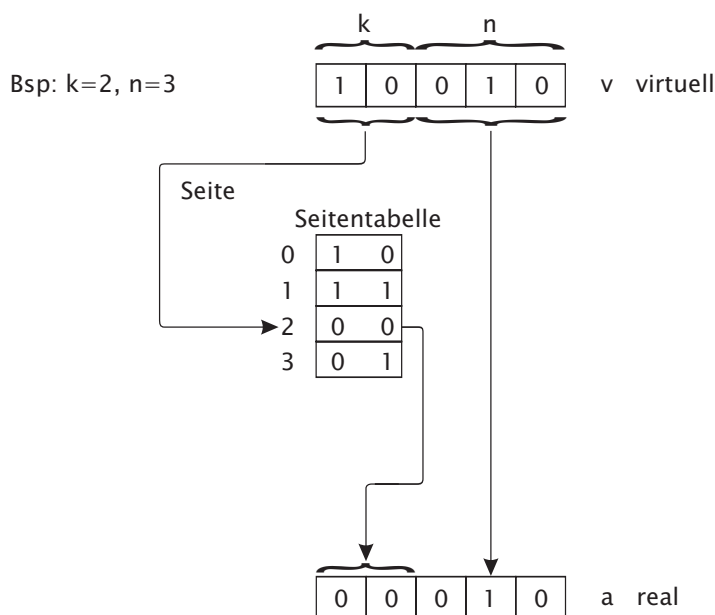 k n
Bsp: k=2, n=3 1 0 0 1 0 v virtuell
Seite
Seitentabelle
0 1 0
1 1 1
2 0 0
3 0 1
0 0 0 1 0 a real